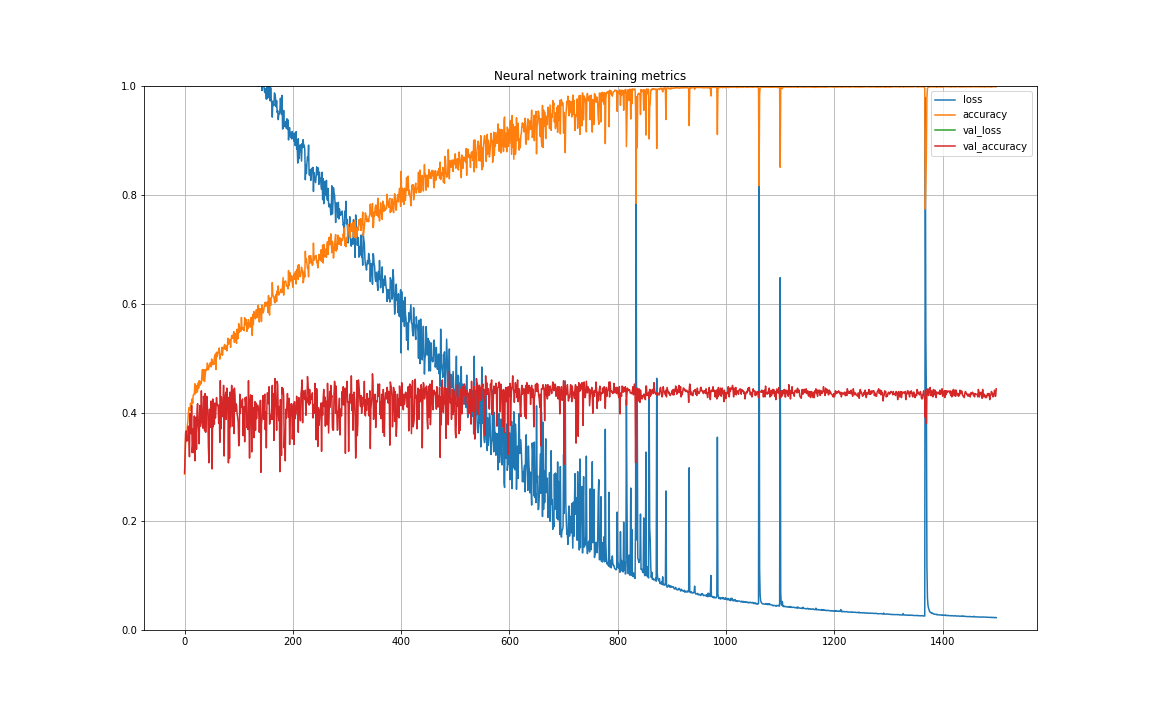 Neural network training metrics
1.0
0.8
0.6
0.4
0.2
0.0
0 200 400 600 800 1000 1200 1400
loss
accuracy
val_loss
val_accuracy